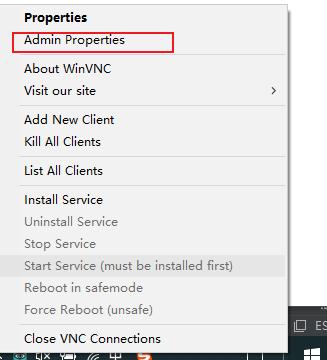 Properties
Admin Properties
About WinVNC
Visit our site
Add New Client
Kill All Clients
List All Clients
Install Service
Uninstall Service
Stop Service
Start Service (must be installed first)
Reboot in safemode
Force Reboot (unsafe)
Close VNC Connections
ES
中